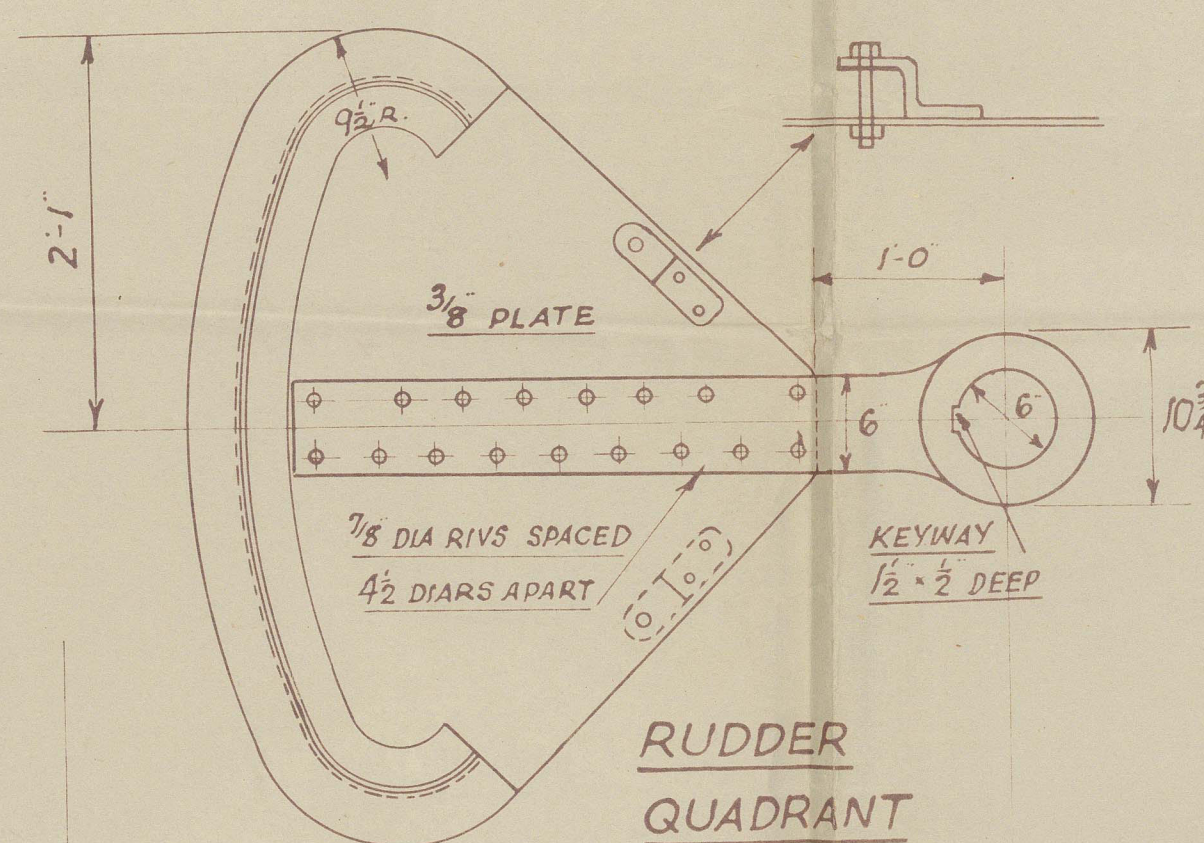 9½" R.
2'-1"
1'-0"
3/8" PLATE
6"
6"
10¾
7/8" DIA RIVS SPACED
4½ DIARS APART
KEYWAY
1½" × ½" DEEP
RUDDER
QUADRANT